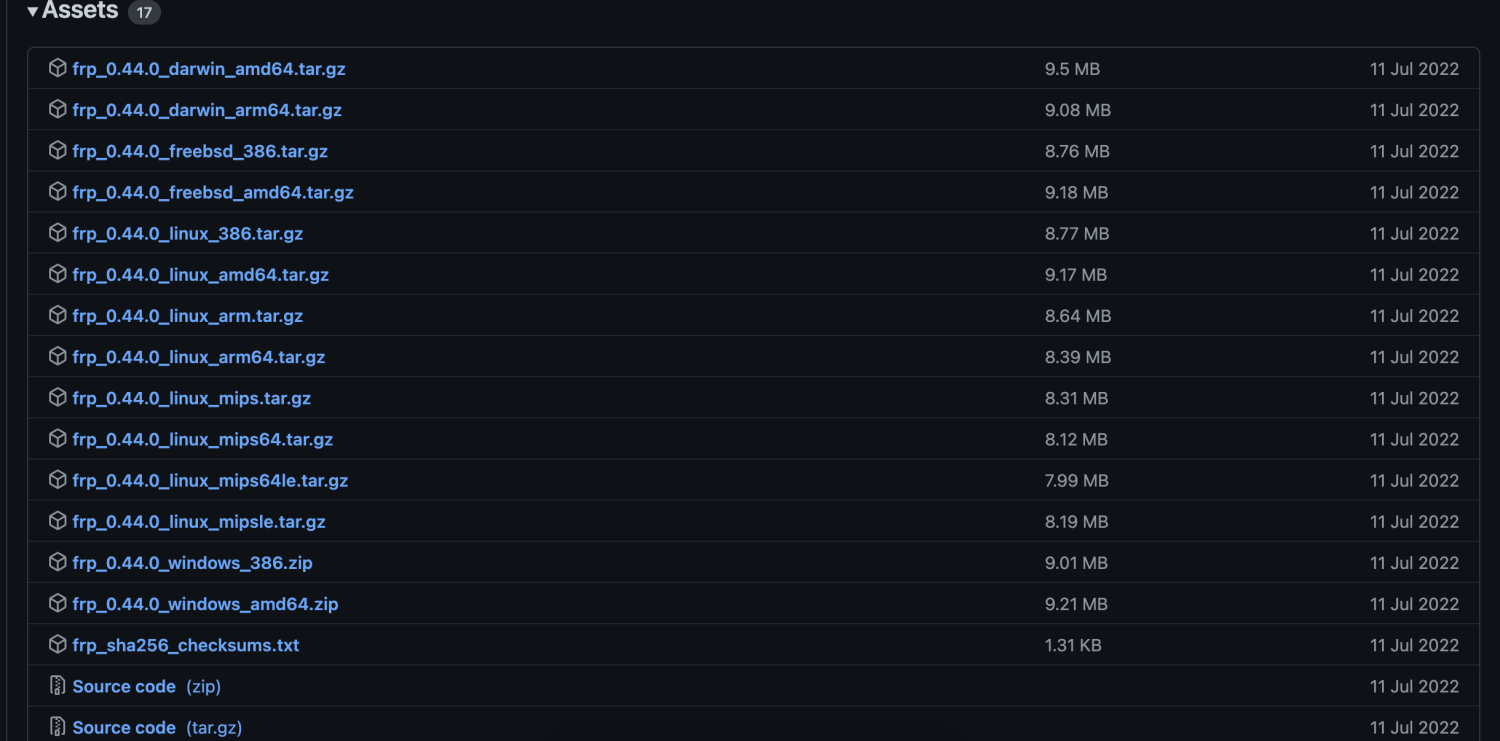 Assets 17
frp_0.44.0_darwin_amd64.tar.gz 9.5 MB 11 Jul 2022
frp_0.44.0_darwin_arm64.tar.gz 9.08 MB 11 Jul 2022
frp_0.44.0_freebsd_386.tar.gz 8.76 MB 11 Jul 2022
frp_0.44.0_freebsd_amd64.tar.gz 9.18 MB 11 Jul 2022
frp_0.44.0_linux_386.tar.gz 8.77 MB 11 Jul 2022
frp_0.44.0_linux_amd64.tar.gz 9.17 MB 11 Jul 2022
frp_0.44.0_linux_arm.tar.gz 8.64 MB 11 Jul 2022
frp_0.44.0_linux_arm64.tar.gz 8.39 MB 11 Jul 2022
frp_0.44.0_linux_mips.tar.gz 8.31 MB 11 Jul 2022
frp_0.44.0_linux_mips64.tar.gz 8.12 MB 11 Jul 2022
frp_0.44.0_linux_mips64le.tar.gz 7.99 MB 11 Jul 2022
frp_0.44.0_linux_mipsle.tar.gz 8.19 MB 11 Jul 2022
frp_0.44.0_windows_386.zip 9.01 MB 11 Jul 2022
frp_0.44.0_windows_amd64.zip 9.21 MB 11 Jul 2022
frp_sha256_checksums.txt 1.31 KB 11 Jul 2022
Source code (zip) 11 Jul 2022
Source code (tar.gz) 11 Jul 2022